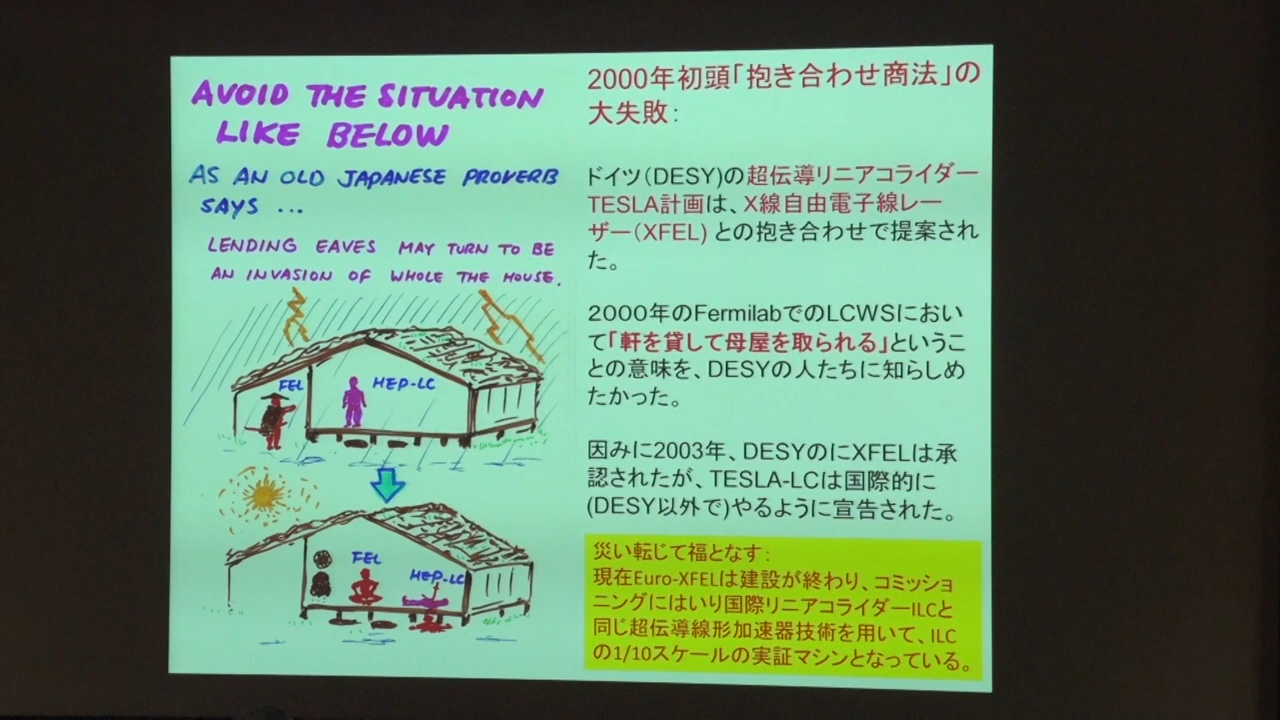 AVOID THE SITUATION
LIKE BELOW
AS AN OLD JAPANESE PROVERB
SAYS ...
LENDING EAVES MAY TURN TO BE
AN INVASION OF WHOLE THE HOUSE.
FEL
HEP-LC
FEL
HEP-LC
2000年初頭「抱き合わせ商法」の
大失敗:
ドイツ(DESY)の超伝導リニアコライダー
TESLA計画は、X線自由電子線レー
ザー(XFEL) との抱き合わせで提案され
た。
2000年のFermilabでのLCWSにおい
て「軒を貸して母屋を取られる」というこ
との意味を、DESYの人たちに知らしめ
たかった。
因みに2003年、DESYのにXFELは承
認されたが、TESLA-LCは国際的に
(DESY以外で)やるように宣告された。
災い転じて福となす:
現在Euro-XFELは建設が終わり、コミッショ
ニングにはいり国際リニアコライダーILCと
同じ超伝導線形加速器技術を用いて、ILC
の1/10スケールの実証マシンとなっている。